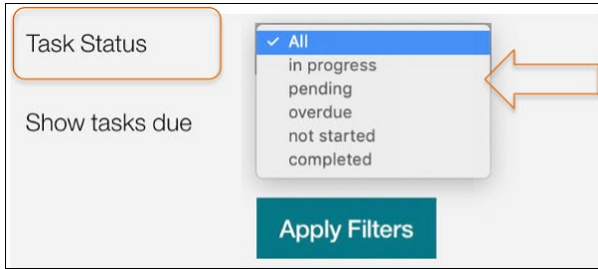 Task Status
✓ All
in progress
pending
Show tasks due
overdue
not started
completed
Apply Filters